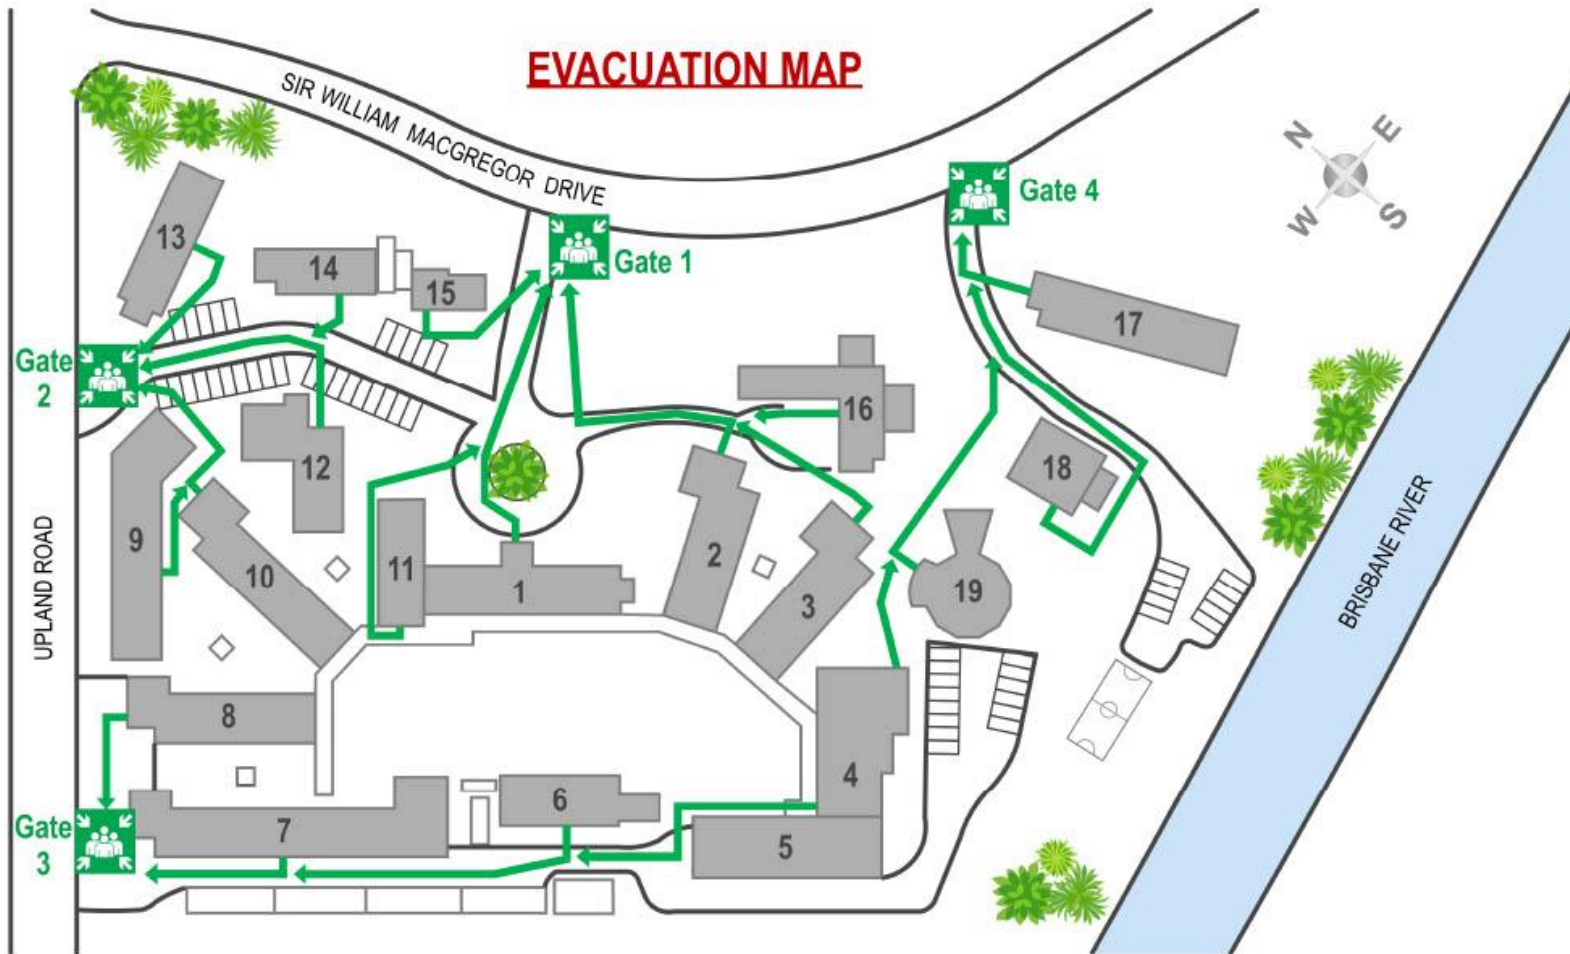 EVACUATION MAP
SIR WILLIAM MACGREGOR DRIVE
N
E
W
S
Gate 4
Gate 1
13
14
15
17
Gate
2
16
18
12
9
10
11
1
2
3
19
UPLAND ROAD
BRISBANE RIVER
8
4
6
7
5
Gate
3